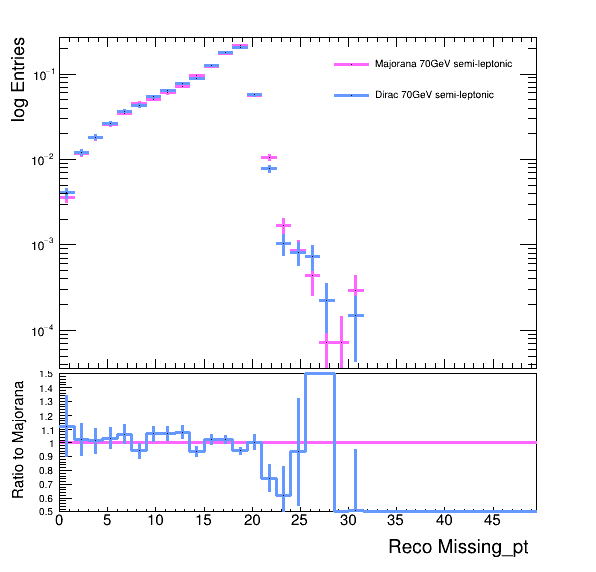 log Entries
Majorana 70GeV semi-leptonic
Dirac 70GeV semi-leptonic
10⁻¹
10⁻²
10⁻³
10⁻⁴
Ratio to Majorana
1.5
1.4
1.3
1.2
1.1
1
0.9
0.8
0.7
0.6
0.5
0 5 10 15 20 25 30 35 40 45
Reco Missing_pt